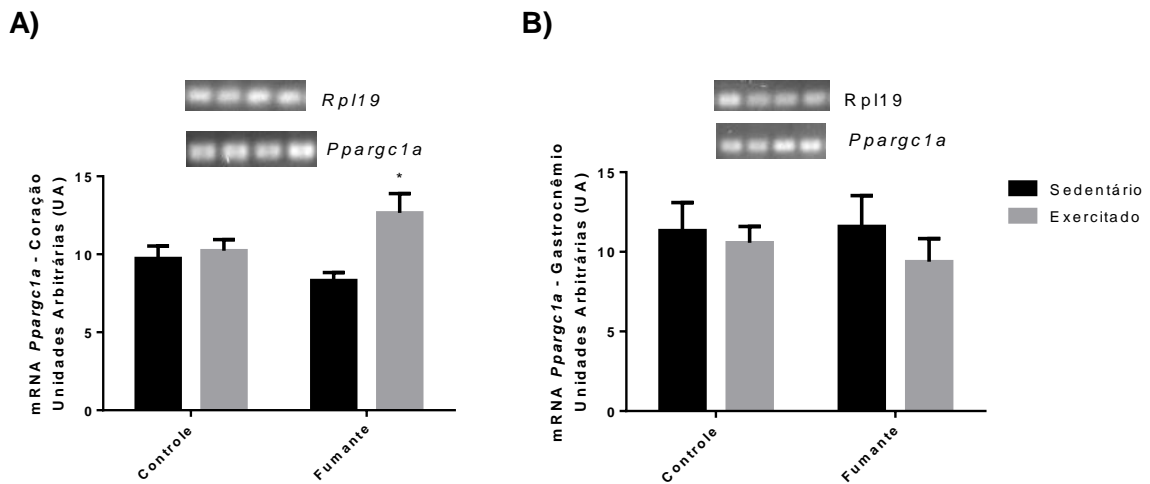 A)
Rpl19
Ppargc1a
mRNA Ppargc1a - Coração
Unidades Arbitrárias (UA)
15
*
10
5
0
Controle
Fumante
B)
Rpl19
Ppargc1a
mRNA Ppargc1a - Gastrocnêmio
Unidades Arbitrárias (UA)
15
10
5
0
Controle
Fumante
Sedentário
Exercitado